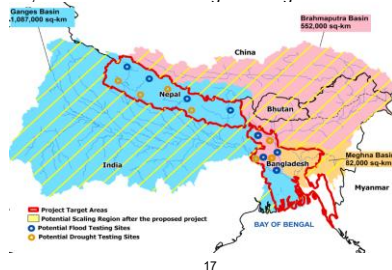 Ganges Basin
1,087,000 sq-km
Brahmaputra Basin
552,000 sq-km
China
Nepal
Bhutan
India
Bangladesh
Meghna Basin
82,000 sq-km
Myanmar
BAY OF BENGAL
Project Target Areas
Potential Scaling Region after the proposed project
Potential Flood Testing Sites
Potential Drought Testing Sites
17